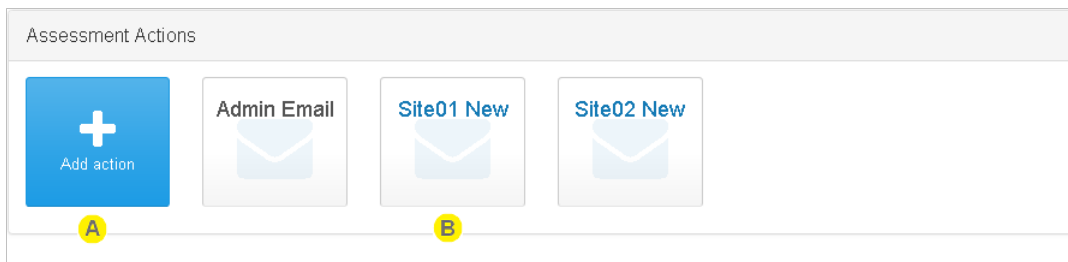 Assessment Actions
Add action
Admin Email
Site01 New
Site02 New
A
B